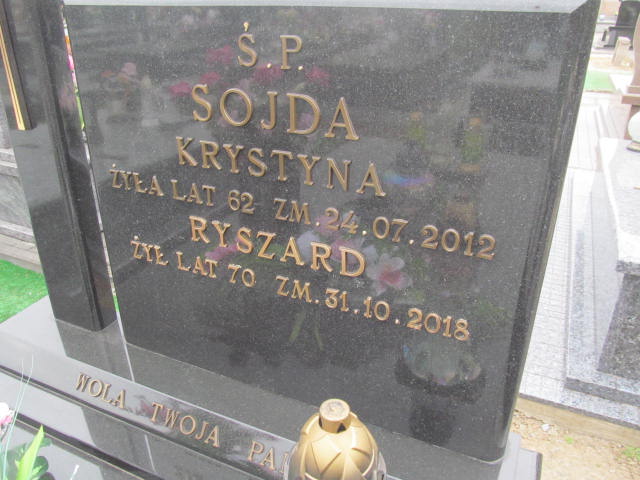 Ś.P.
SOJDA
KRYSTYNA
ŻYŁA LAT 62 ZM.24.07.2012
RYSZARD
ŻYŁ LAT 70 ZM.31.10.2018
WOLA TWOJA